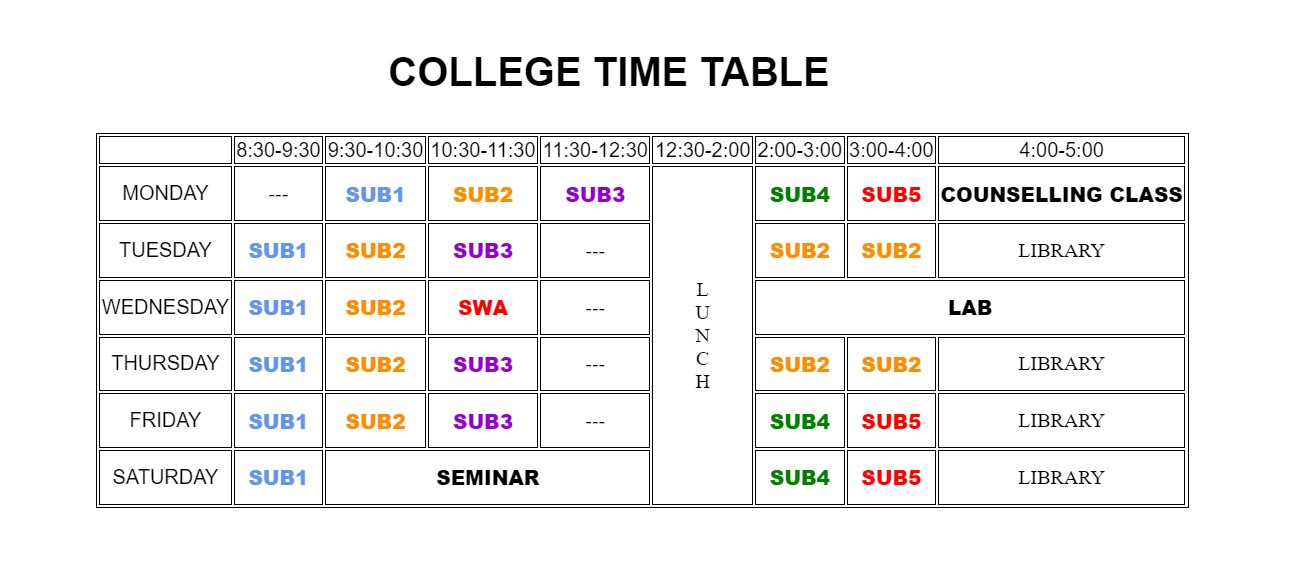 COLLEGE TIME TABLE
8:30-9:30 9:30-10:30 10:30-11:30 11:30-12:30 12:30-2:00 2:00-3:00 3:00-4:00 4:00-5:00
MONDAY --- SUB1 SUB2 SUB3 SUB4 SUB5 COUNSELLING CLASS
TUESDAY SUB1 SUB2 SUB3 --- SUB2 SUB2 LIBRARY
L
U
N
C
H
WEDNESDAY SUB1 SUB2 SWA --- LAB
THURSDAY SUB1 SUB2 SUB3 --- SUB2 SUB2 LIBRARY
FRIDAY SUB1 SUB2 SUB3 --- SUB4 SUB5 LIBRARY
SATURDAY SUB1 SEMINAR SUB4 SUB5 LIBRARY